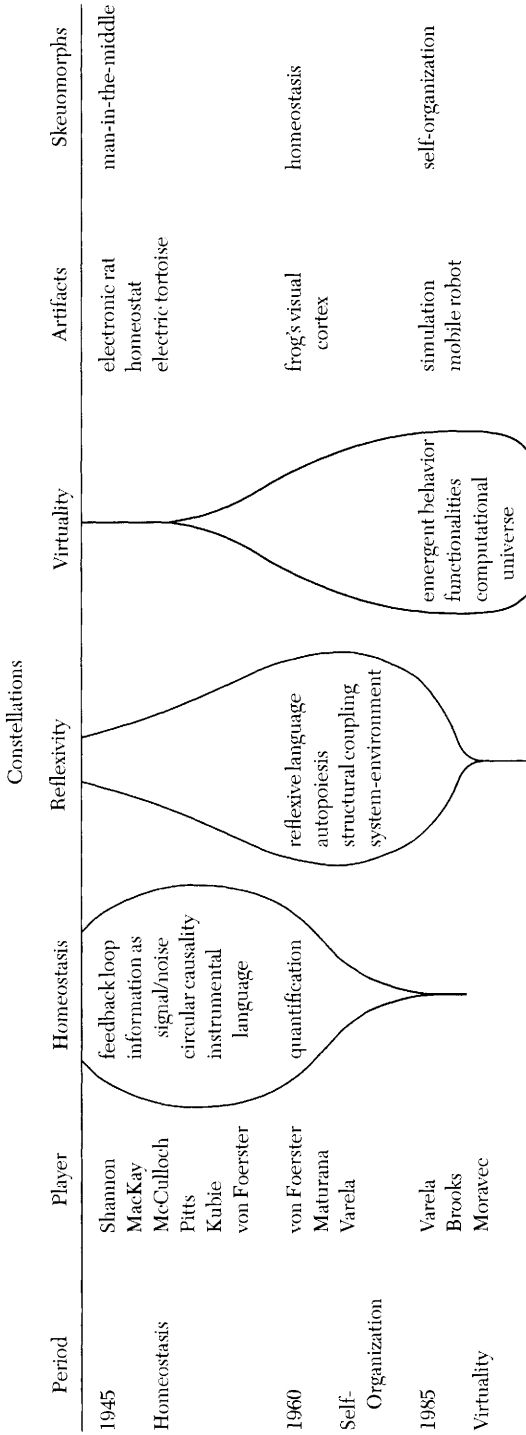 Constellations
Period Player Homeostasis Reflexivity Virtuality Artifacts Skeuomorphs
1945 Shannon feedback loop electronic rat man-in-the-middle
MacKay information as homeostat
Homeostasis McCulloch signal/noise electric tortoise
Pitts circular causality
Kubie instrumental
von Foerster language
1960 von Foerster quantification reflexive language frog's visual homeostasis
Maturana autopoiesis cortex
Self- Varela structural coupling
Organization system-environment
1985 Varela emergent behavior simulation self-organization
Brooks functionalities mobile robot
Virtuality Moravec computational
universe